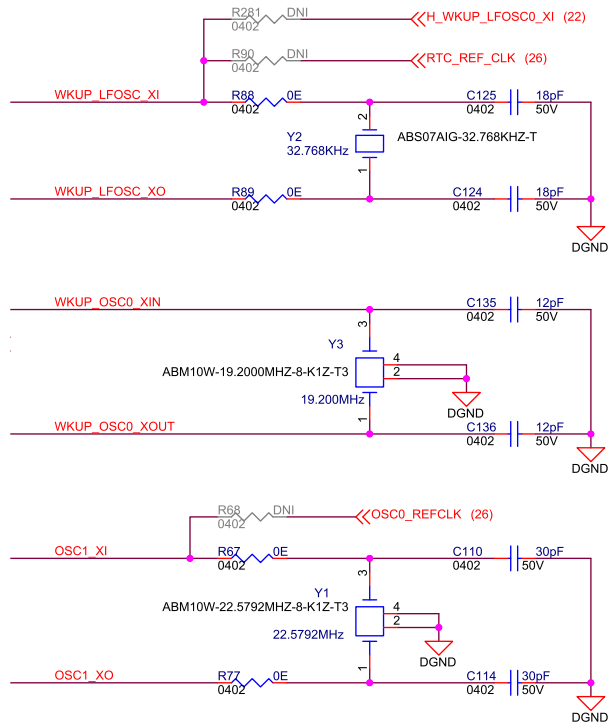 R281 DNI H_WKUP_LFOSC0_XI (22)
0402
R90 DNI RTC_REF_CLK (26)
0402
WKUP_LFOSC_XI R88 0E C125 18pF
0402 0402 50V
2
Y2 ABS07AIG-32.768KHZ-T
32.768KHz
1
WKUP_LFOSC_XO R89 0E C124 18pF
0402 0402 50V
DGND
WKUP_OSC0_XIN C135 12pF
0402 50V
3
Y3
4
ABM10W-19.2000MHZ-8-K1Z-T3
2
19.200MHz
DGND
1
WKUP_OSC0_XOUT C136 12pF
0402 50V
DGND
R68 DNI OSC0_REFCLK (26)
0402
OSC1_XI R67 0E C110 30pF
0402 0402 50V
3
Y1
ABM10W-22.5792MHZ-8-K1Z-T3 4
2
22.5792MHz
DGND
1
OSC1_XO R77 0E C114 30pF
0402 0402 50V
DGND